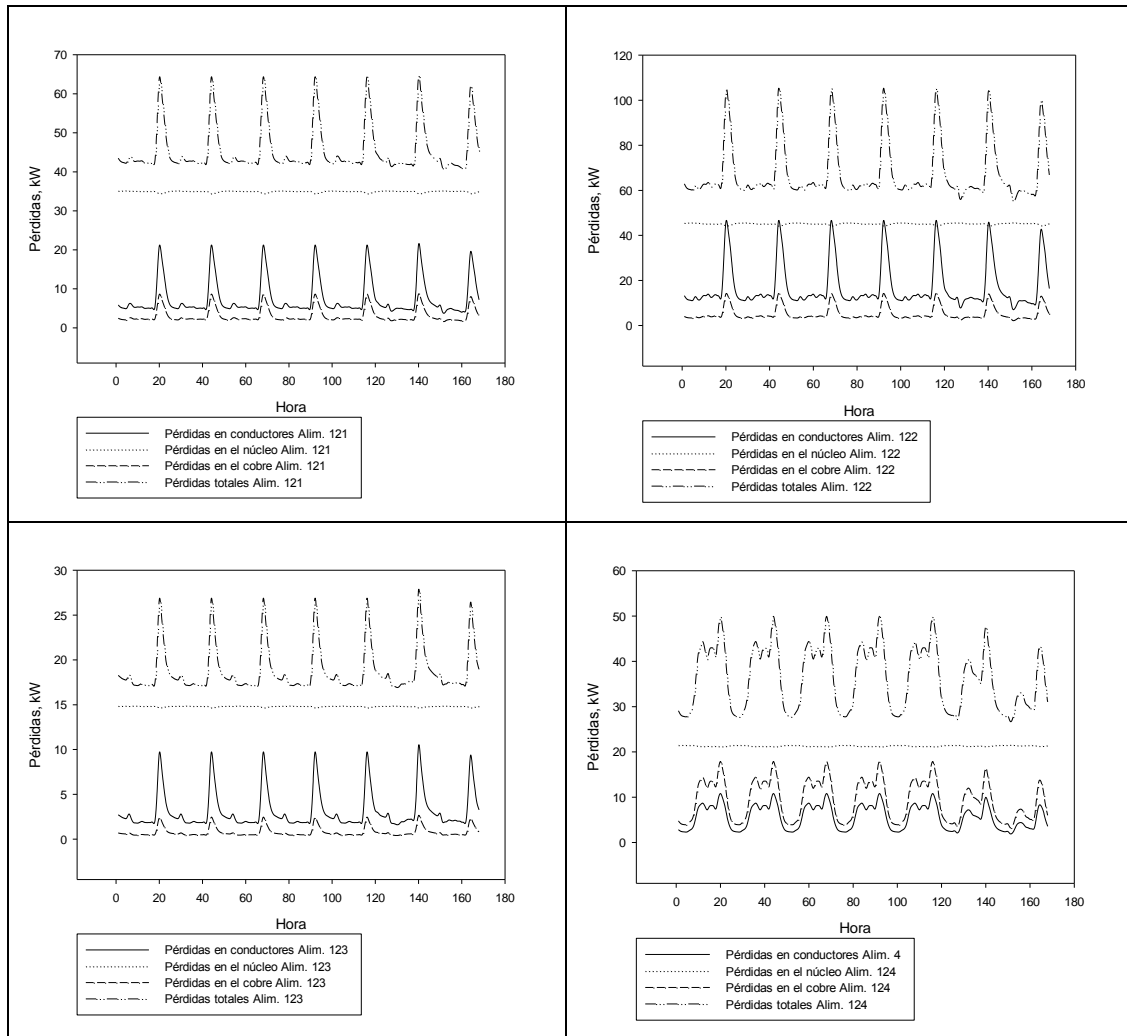 70
60
50
40
30
20
10
0
Pérdidas, kW
0 20 40 60 80 100 120 140 160 180
Hora
Pérdidas en conductores Alim. 121
Pérdidas en el núcleo Alim. 121
Pérdidas en el cobre Alim. 121
Pérdidas totales Alim. 121
120
100
80
60
40
20
0
Pérdidas, kW
0 20 40 60 80 100 120 140 160 180
Hora
Pérdidas en conductores Alim. 122
Pérdidas en el núcleo Alim. 122
Pérdidas en el cobre Alim. 122
Pérdidas totales Alim. 122
30
25
20
15
10
5
0
Pérdidas, kW
0 20 40 60 80 100 120 140 160 180
Hora
Pérdidas en conductores Alim. 123
Pérdidas en el núcleo Alim. 123
Pérdidas en el cobre Alim. 123
Pérdidas totales Alim. 123
60
50
40
30
20
10
0
Pérdidas, kW
0 20 40 60 80 100 120 140 160 180
Hora
Pérdidas en conductores Alim. 4
Pérdidas en el núcleo Alim. 124
Pérdidas en el cobre Alim. 124
Pérdidas totales Alim. 124